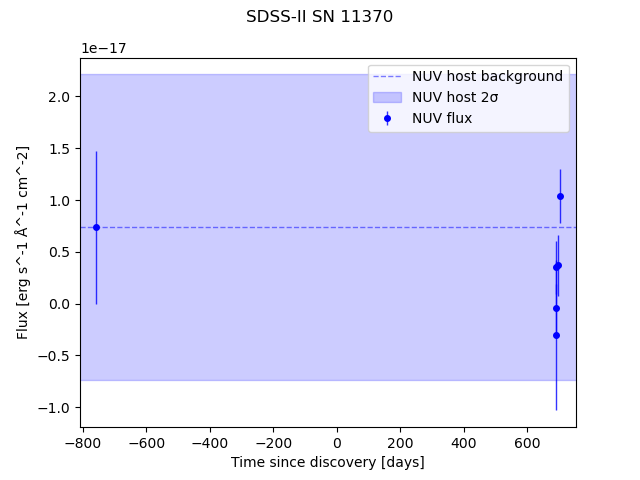 SDSS-II SN 11370
1e−17
NUV host background
NUV host 2σ
NUV flux
2.0
1.5
1.0
0.5
0.0
−0.5
−1.0
Flux [erg s^-1 Å^-1 cm^-2]
−800 −600 −400 −200 0 200 400 600
Time since discovery [days]